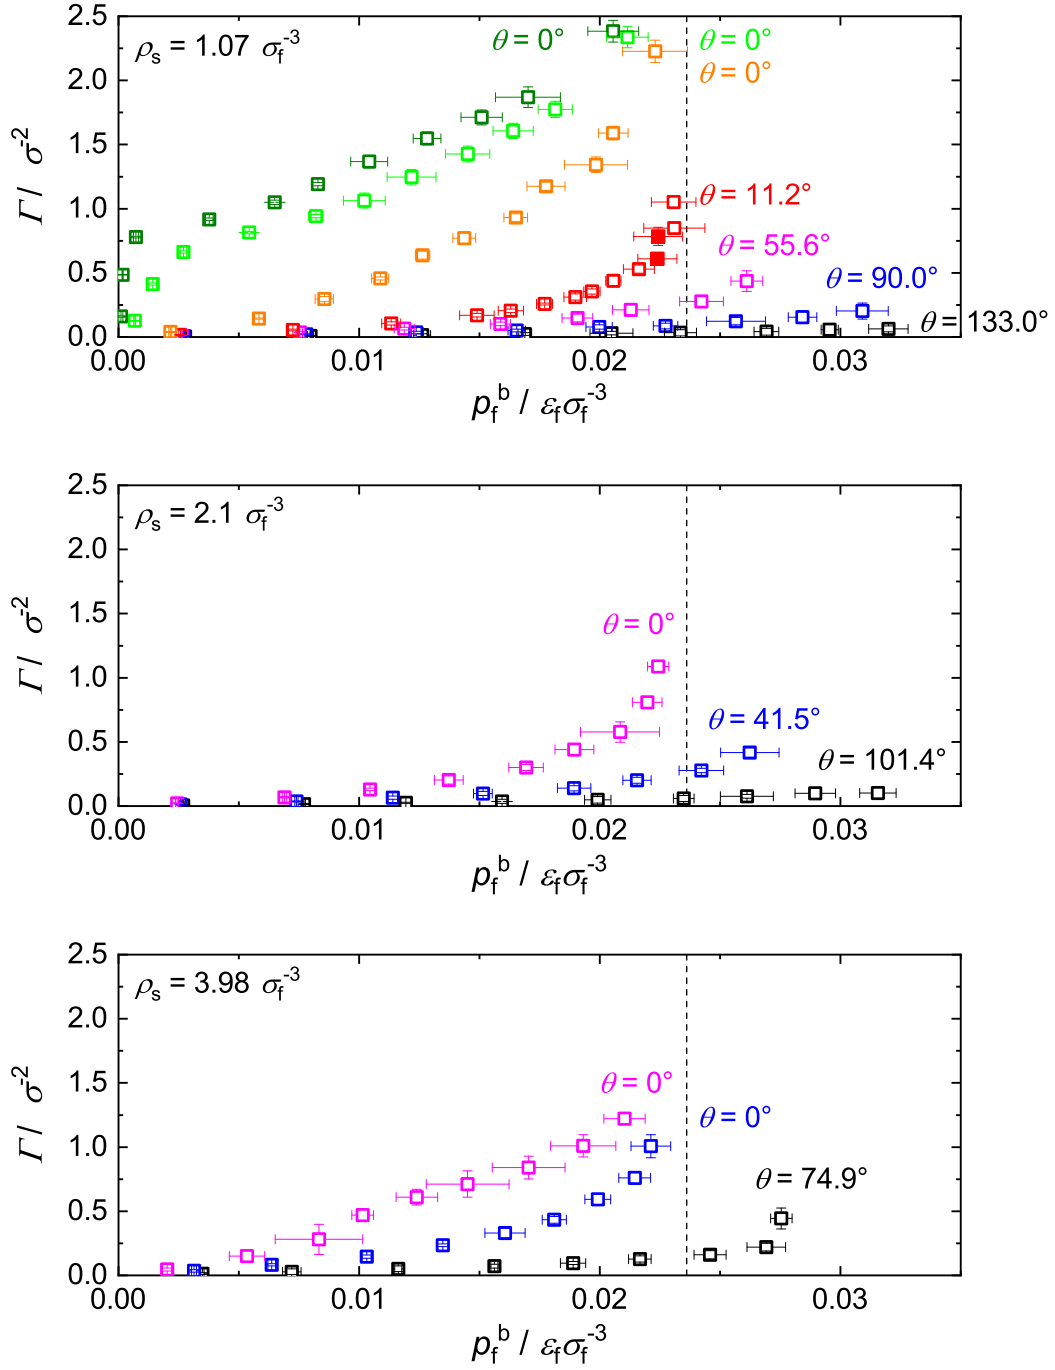 2.5
ρs = 1.07 σf-3
θ = 0°
θ = 0°
θ = 0°
2.0
1.5
Γ / σ-2
1.0
θ = 11.2°
θ = 55.6°
0.5
θ = 90.0°
θ = 133.0°
0.0
0.00 0.01 0.02 0.03
pfb / εfσf-3
2.5
ρs = 2.1 σf-3
2.0
1.5
θ = 0°
Γ / σ-2
1.0
θ = 41.5°
0.5
θ = 101.4°
0.0
0.00 0.01 0.02 0.03
pfb / εfσf-3
2.5
ρs = 3.98 σf-3
2.0
1.5
θ = 0°
Γ / σ-2
θ = 0°
1.0
θ = 74.9°
0.5
0.0
0.00 0.01 0.02 0.03
pfb / εfσf-3